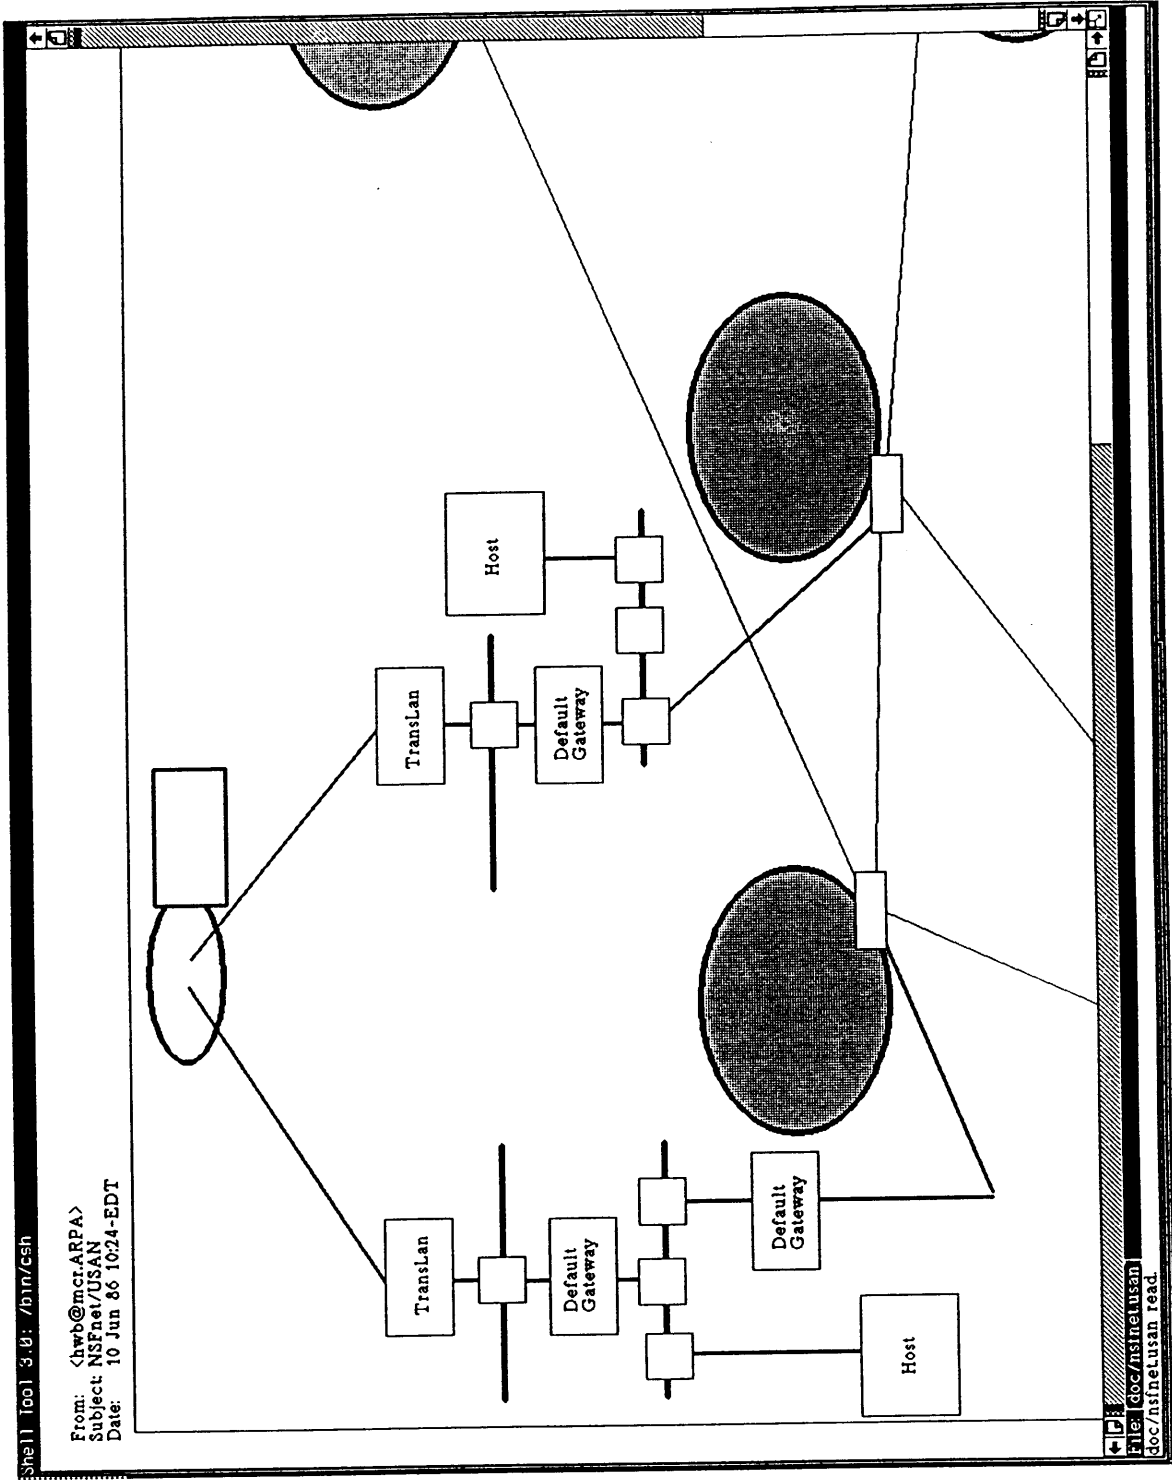 Shell Tool 3.0: /bin/csh
From: <hwb@mcr.ARPA>
Subject: NSFnet/USAN
Date: 10 Jun 86 10:24-EDT
TransLan
TransLan
Host
Default
Gateway
Default
Gateway
Default
Gateway
Host
File: doc/nsfnet.usan
doc/nsfnet.usan read.